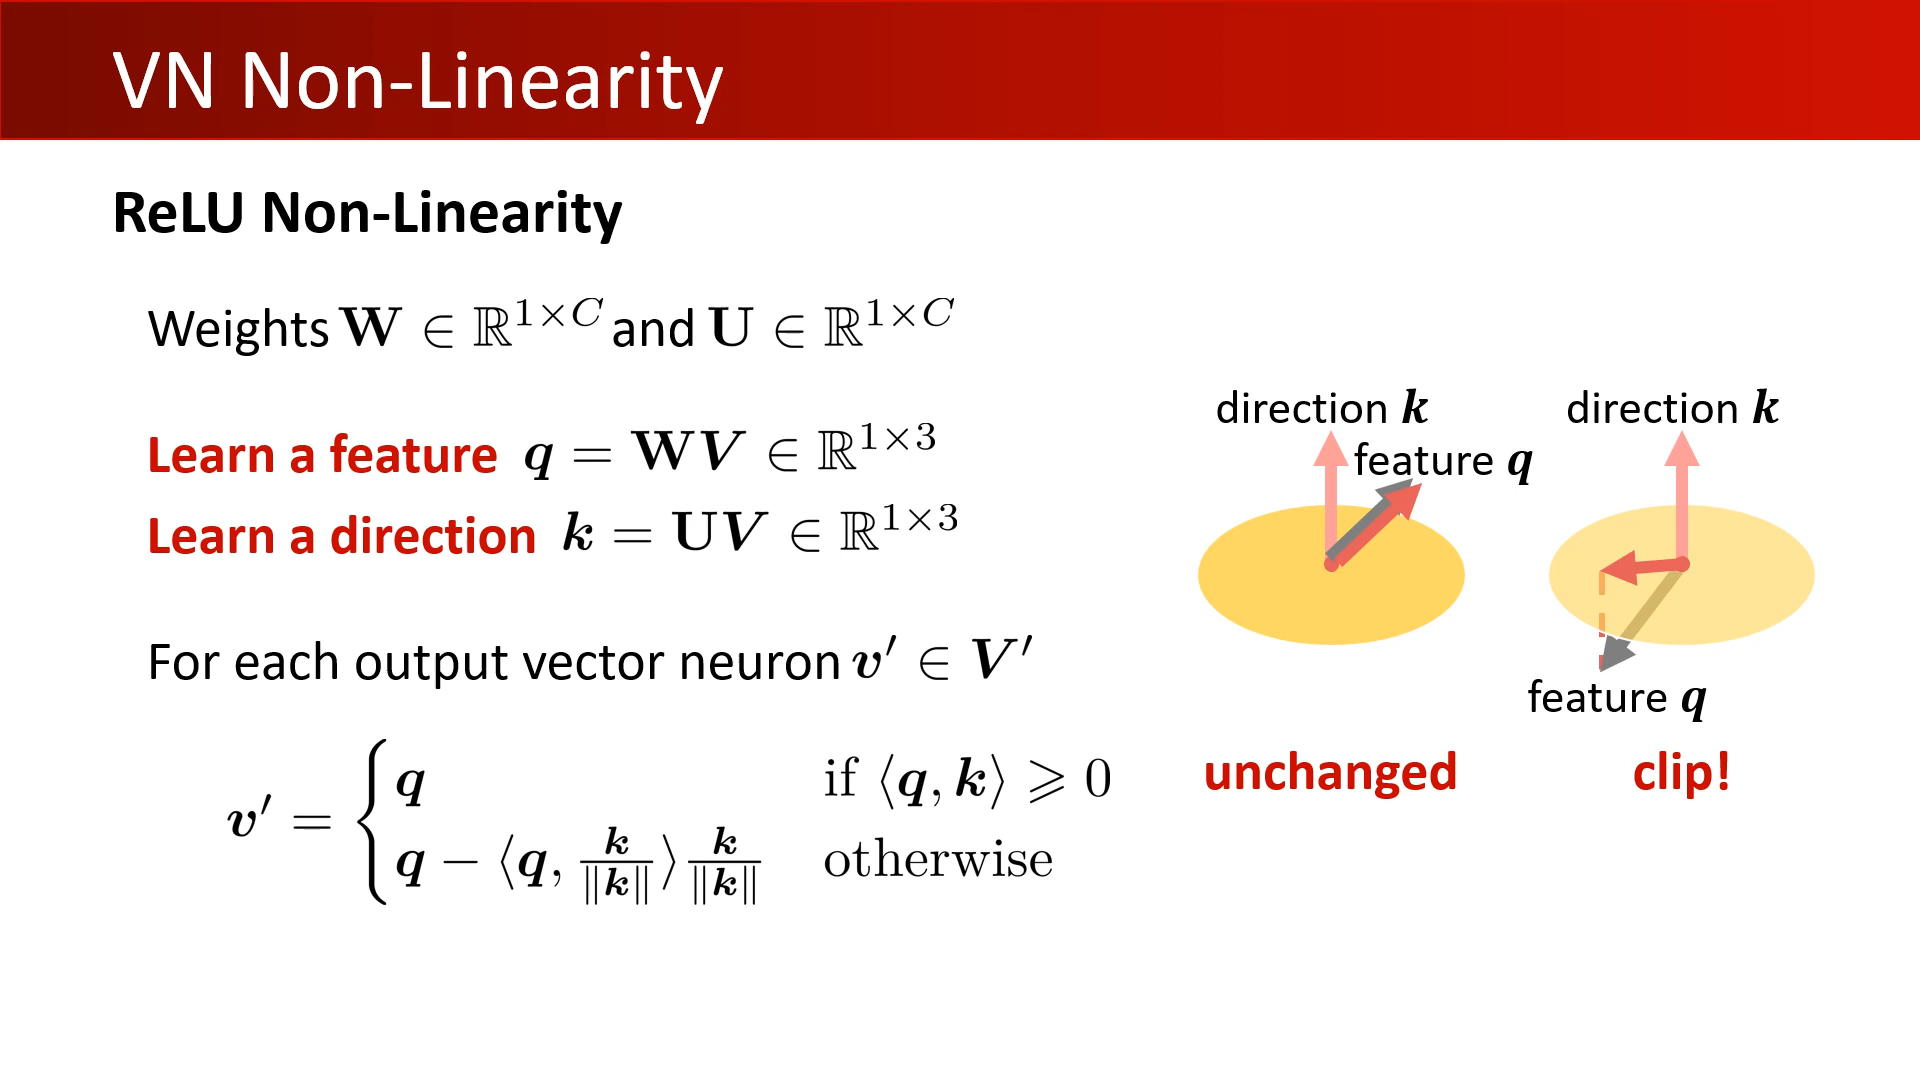 VN Non-Linearity
ReLU Non-Linearity
Weights W ∈ ℝ^{1×C} and U ∈ ℝ^{1×C}
Learn a feature q = WV ∈ ℝ^{1×3}
Learn a direction k = UV ∈ ℝ^{1×3}
For each output vector neuron v′ ∈ V′
v′ = { q if ⟨q, k⟩ ⩾ 0
q − ⟨q, k/‖k‖⟩ k/‖k‖ otherwise
direction k
feature q
unchanged
direction k
feature q
clip!